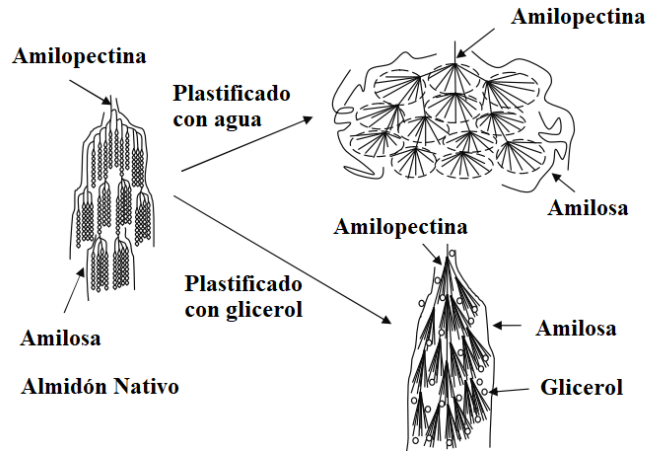 Amilopectina
Amilopectina
Plastificado
con agua
Amilosa
Amilopectina
Plastificado
con glicerol
Amilosa
Amilosa
Glicerol
Almidón Nativo